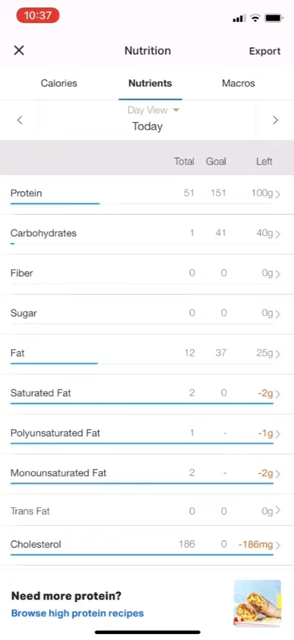 10:37
Nutrition
Export
Calories
Nutrients
Macros
Day View
Today
Total Goal Left
Protein 51 151 100g
Carbohydrates 1 41 40g
Fiber 0 0 0g
Sugar 0 0 0g
Fat 12 37 25g
Saturated Fat 2 0 -2g
Polyunsaturated Fat 1 - -1g
Monounsaturated Fat 2 - -2g
Trans Fat 0 0 0g
Cholesterol 186 0 -186mg
Need more protein?
Browse high protein recipes